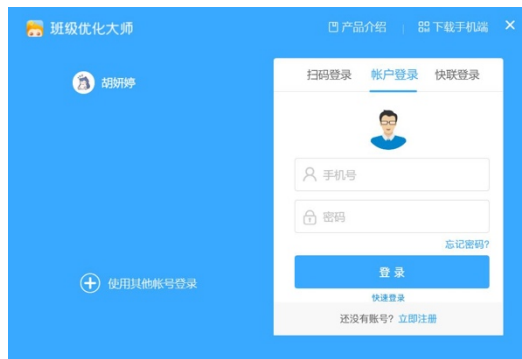 班级优化大师
产品介绍
下载手机端
胡妍婷
扫码登录 帐户登录 快联登录
手机号
密码
忘记密码?
登录
快速登录
还没有账号? 立即注册
使用其他帐号登录